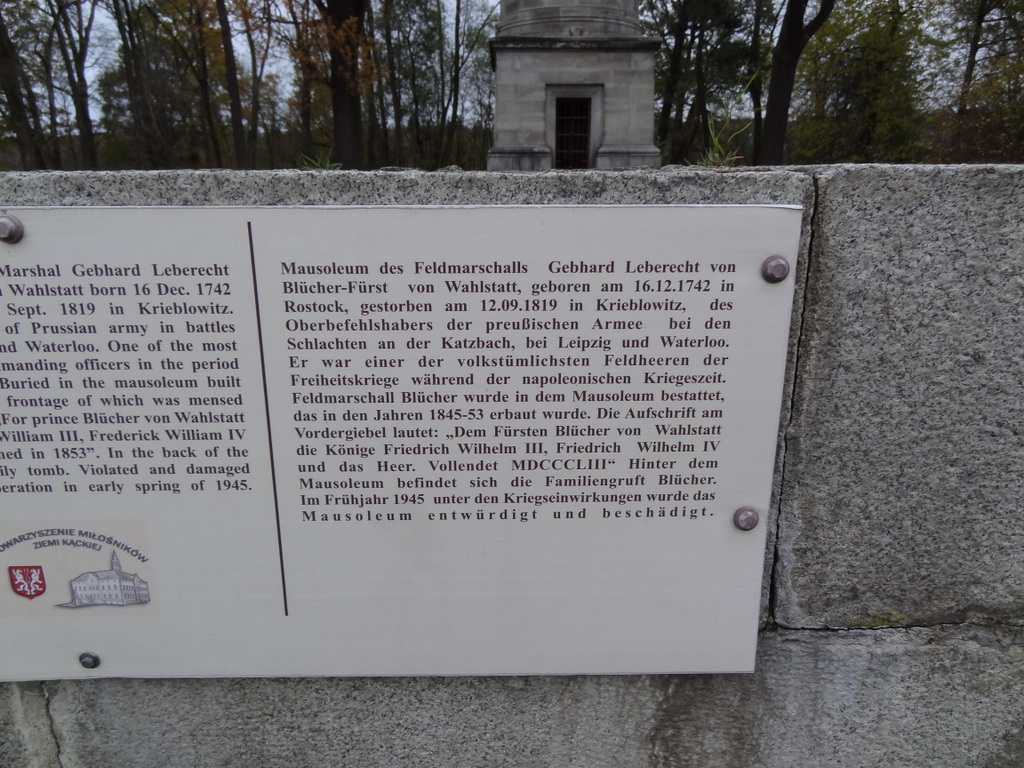 Marshal Gebhard Leberecht
Wahlstatt born 16 Dec. 1742
Sept. 1819 in Krieblowitz.
of Prussian army in battles
nd Waterloo. One of the most
manding officers in the period
Buried in the mausoleum built
frontage of which was mensed
„For prince Blücher von Wahlstatt
William III, Frederick William IV
ned in 1853”. In the back of the
ily tomb. Violated and damaged
eration in early spring of 1945.
OWARZYSZENIE MIŁOŚNIKÓW
ZIEMI KĄCKIEJ
Mausoleum des Feldmarschalls Gebhard Leberecht von
Blücher-Fürst von Wahlstatt, geboren am 16.12.1742 in
Rostock, gestorben am 12.09.1819 in Krieblowitz, des
Oberbefehlshabers der preußischen Armee bei den
Schlachten an der Katzbach, bei Leipzig und Waterloo.
Er war einer der volkstümlichsten Feldheeren der
Freiheitskriege während der napoleonischen Kriegeszeit.
Feldmarschall Blücher wurde in dem Mausoleum bestattet,
das in den Jahren 1845-53 erbaut wurde. Die Aufschrift am
Vordergiebel lautet: „Dem Fürsten Blücher von Wahlstatt
die Könige Friedrich Wilhelm III, Friedrich Wilhelm IV
und das Heer. Vollendet MDCCCLIII“ Hinter dem
Mausoleum befindet sich die Familiengruft Blücher.
Im Frühjahr 1945 unter den Kriegseinwirkungen wurde das
Mausoleum entwürdigt und beschädigt.